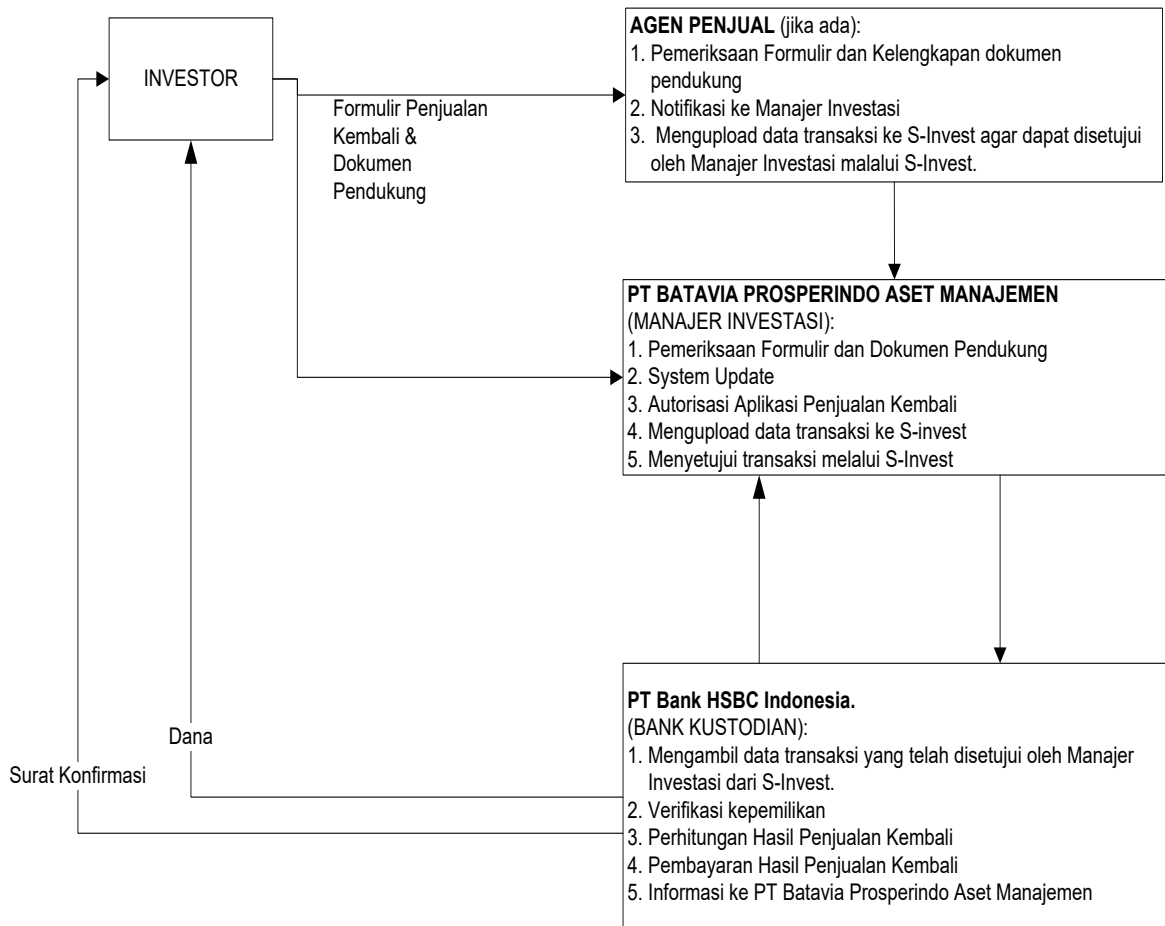 INVESTOR
AGEN PENJUAL (jika ada):
1. Pemeriksaan Formulir dan Kelengkapan dokumen
pendukung
2. Notifikasi ke Manajer Investasi
3. Mengupload data transaksi ke S-Invest agar dapat disetujui
oleh Manajer Investasi malalui S-Invest.
Formulir Penjualan
Kembali &
Dokumen
Pendukung
PT BATAVIA PROSPERINDO ASET MANAJEMEN
(MANAJER INVESTASI):
1. Pemeriksaan Formulir dan Dokumen Pendukung
2. System Update
3. Autorisasi Aplikasi Penjualan Kembali
4. Mengupload data transaksi ke S-invest
5. Menyetujui transaksi melalui S-Invest
Dana
Surat Konfirmasi
PT Bank HSBC Indonesia.
(BANK KUSTODIAN):
1. Mengambil data transaksi yang telah disetujui oleh Manajer
Investasi dari S-Invest.
2. Verifikasi kepemilikan
3. Perhitungan Hasil Penjualan Kembali
4. Pembayaran Hasil Penjualan Kembali
5. Informasi ke PT Batavia Prosperindo Aset Manajemen